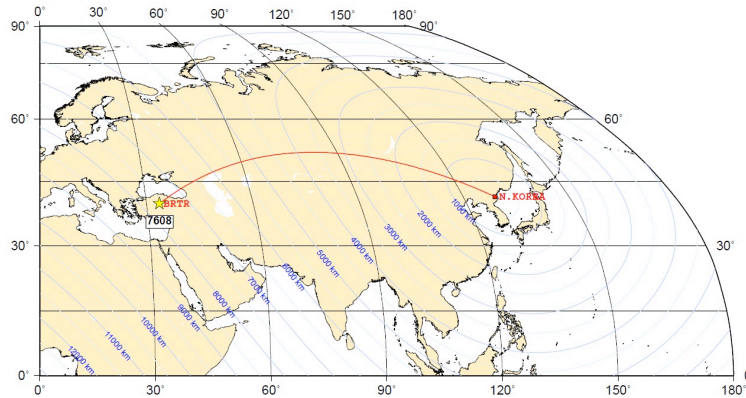 0° 30° 60° 90° 120° 150° 180°
90° 90°
60° 60°
BRTR N.KOREA
7608
1000 km
2000 km
3000 km
30° 4000 km 30°
5000 km
6000 km
7000 km
8000 km
9000 km
10000 km
11000 km
12000 km
0° 0
0° 30° 60° 90° 120° 150° 180°